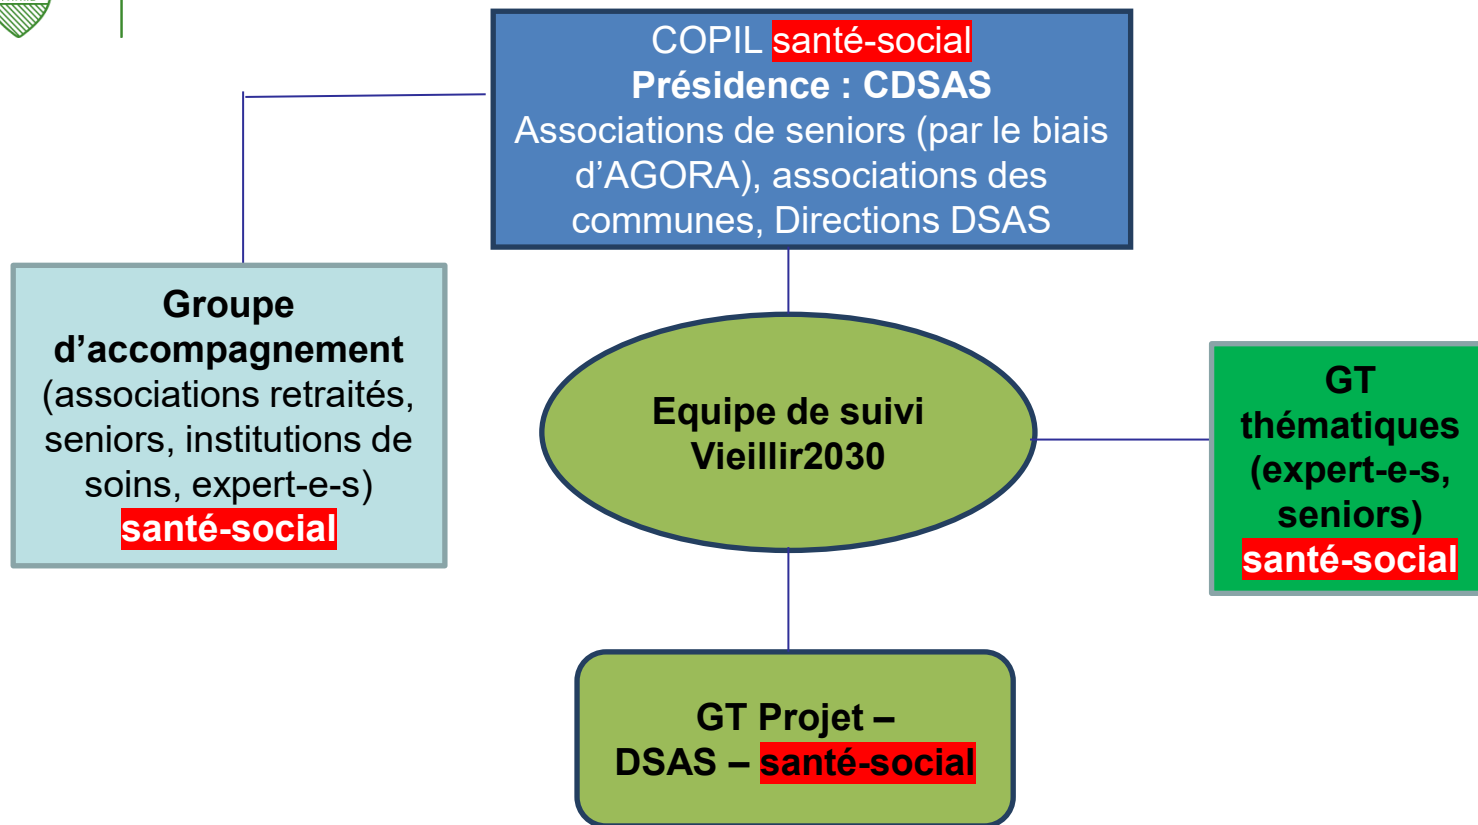 COPIL santé-social
Présidence : CDSAS
Associations de seniors (par le biais
d’AGORA), associations des
communes, Directions DSAS
Groupe
d’accompagnement
(associations retraités,
seniors, institutions de
soins, expert-e-s)
santé-social
Equipe de suivi
Vieillir2030
GT
thématiques
(expert-e-s,
seniors)
santé-social
GT Projet –
DSAS – santé-social